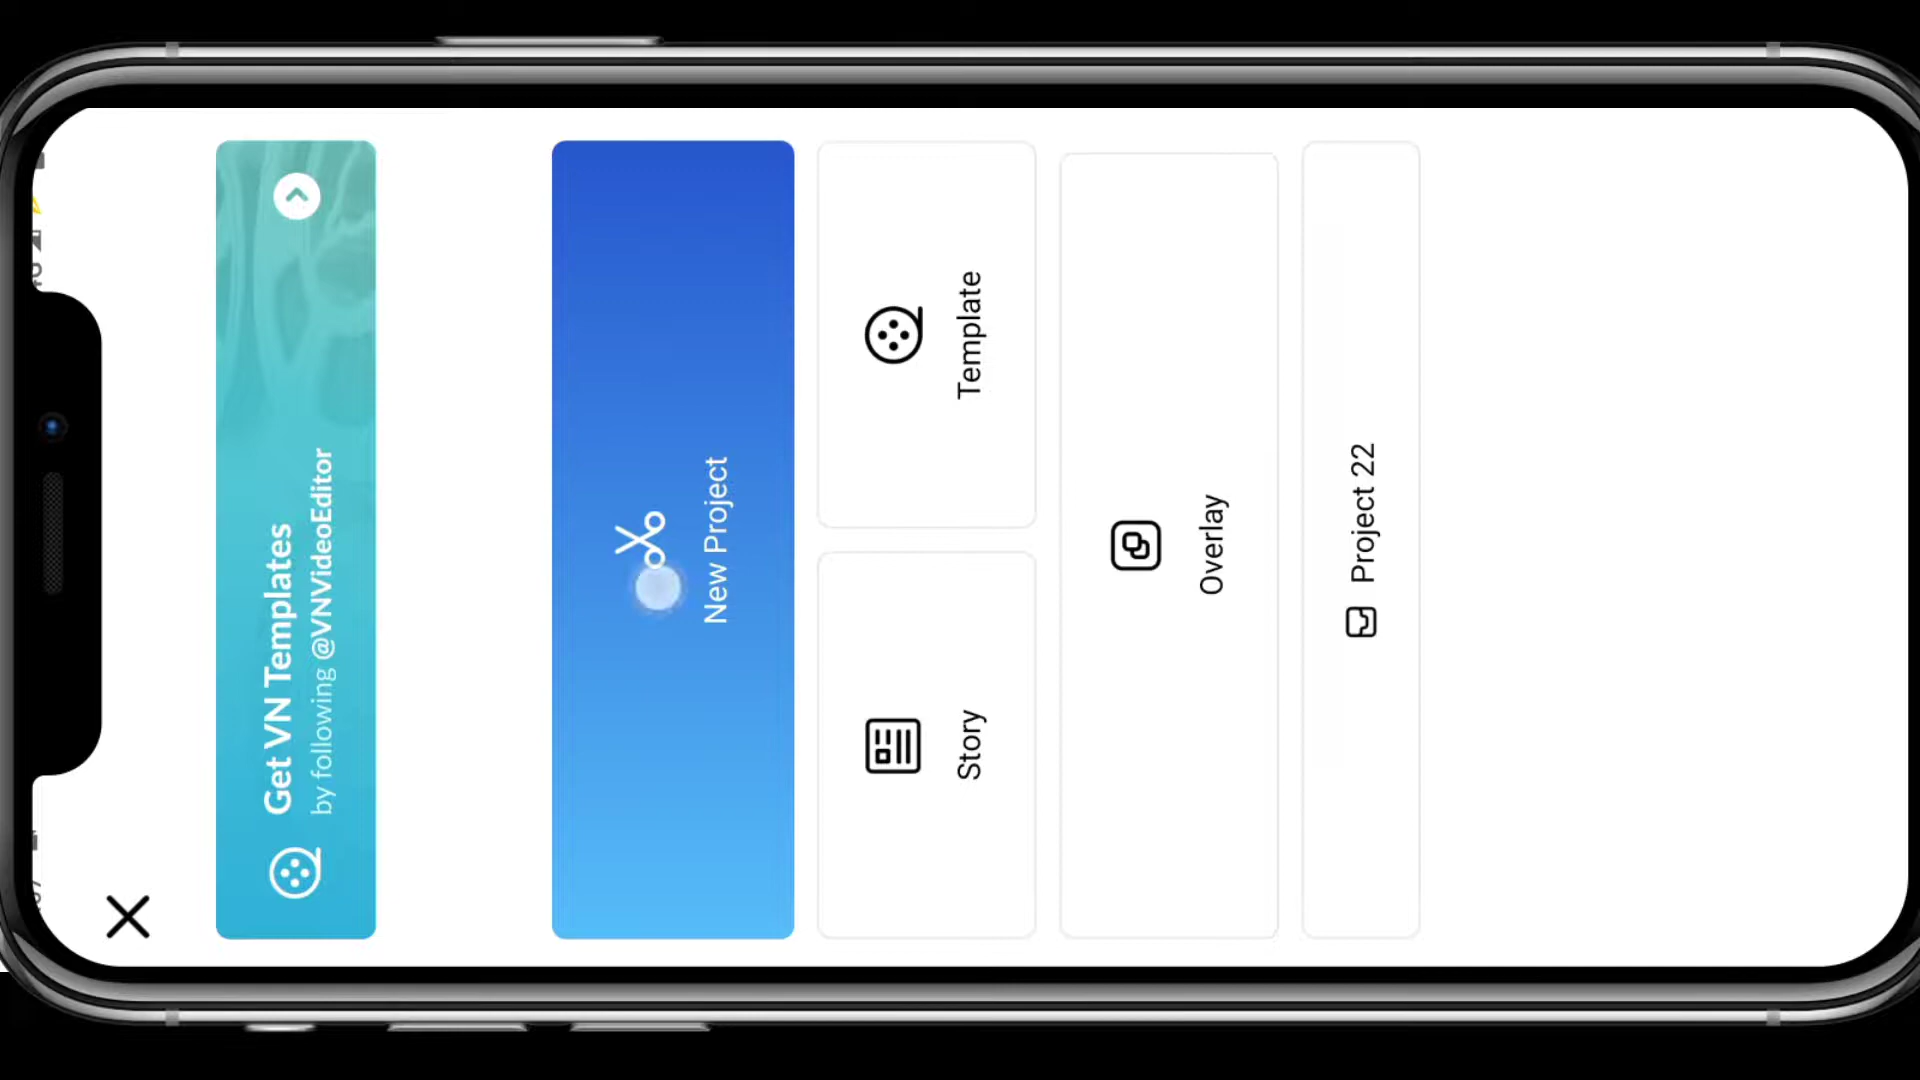 Get VN Templates
by following @VNVideoEditor
New Project
Story
Template
Overlay
Project 22